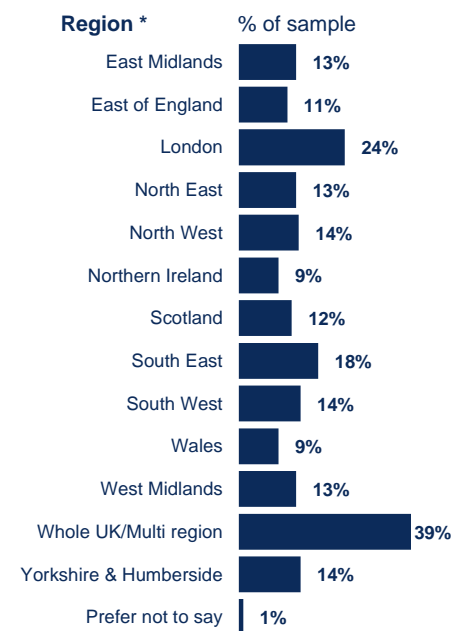 Region * % of sample
East Midlands 13%
East of England 11%
London 24%
North East 13%
North West 14%
Northern Ireland 9%
Scotland 12%
South East 18%
South West 14%
Wales 9%
West Midlands 13%
Whole UK/Multi region 39%
Yorkshire & Humberside 14%
Prefer not to say 1%